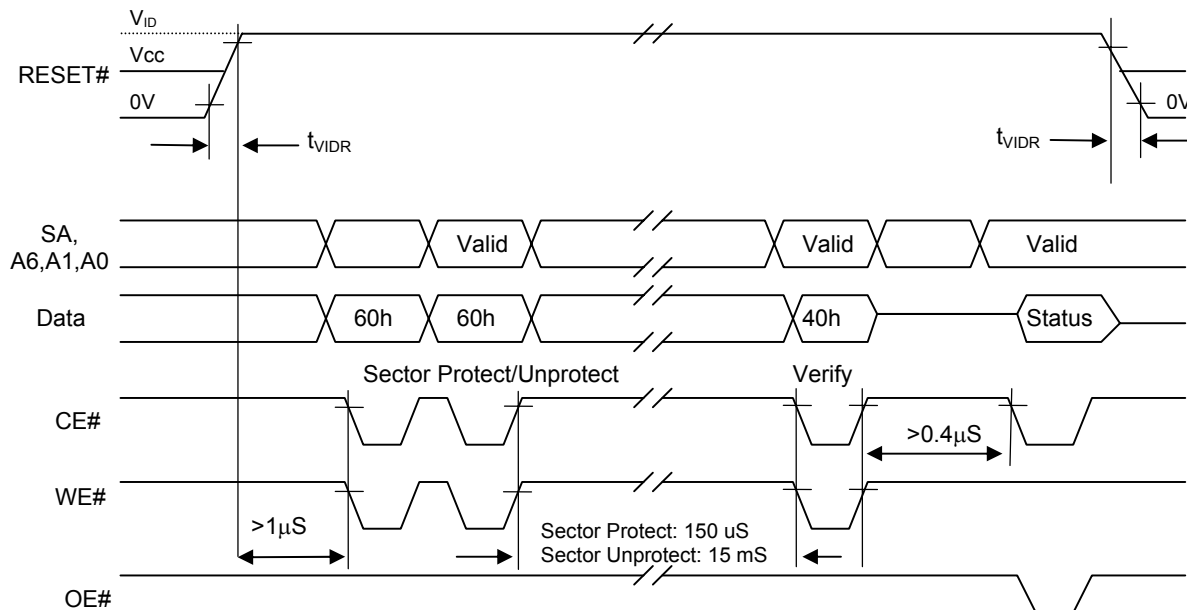 VID
Vcc
RESET#
0V
0V
tVIDR
tVIDR
SA,
A6,A1,A0
Valid
Valid
Valid
Data
60h
60h
40h
Status
Sector Protect/Unprotect
Verify
CE#
>0.4μS
WE#
>1μS
Sector Protect: 150 uS
Sector Unprotect: 15 mS
OE#